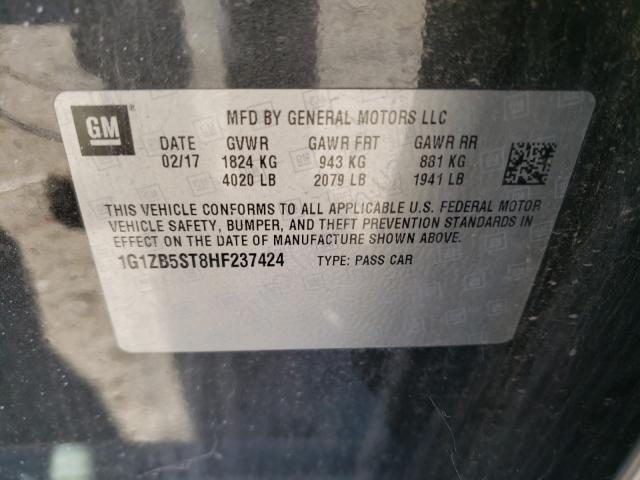 GM
MFD BY GENERAL MOTORS LLC
DATE GVWR GAWR FRT GAWR RR
02/17 1824 KG 943 KG 881 KG
4020 LB 2079 LB 1941 LB
THIS VEHICLE CONFORMS TO ALL APPLICABLE U.S. FEDERAL MOTOR
VEHICLE SAFETY, BUMPER, AND THEFT PREVENTION STANDARDS IN
EFFECT ON THE DATE OF MANUFACTURE SHOWN ABOVE.
1G1ZB5ST8HF237424 TYPE: PASS CAR